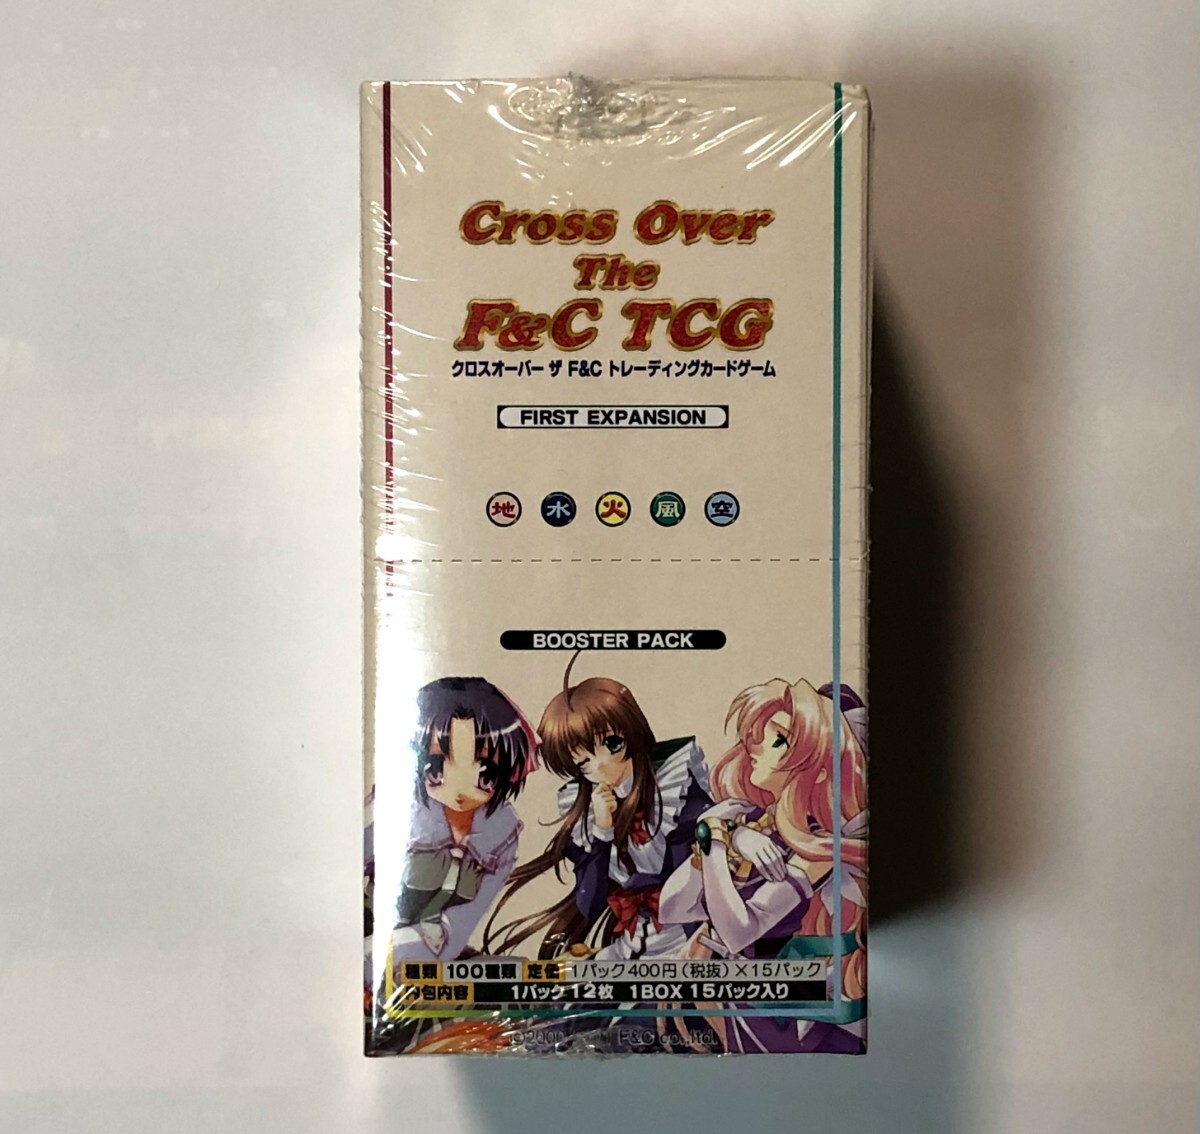 Cross Over
The
F&C TCG
クロスオーバー ザ F&C トレーディングカードゲーム
FIRST EXPANSION
地 水 火 風 空
BOOSTER PACK
種類 100種類 定価 1パック400円(税抜)×15パック
内包内容 1パック12枚 1BOX 15パック入り
F&C co.,ltd.